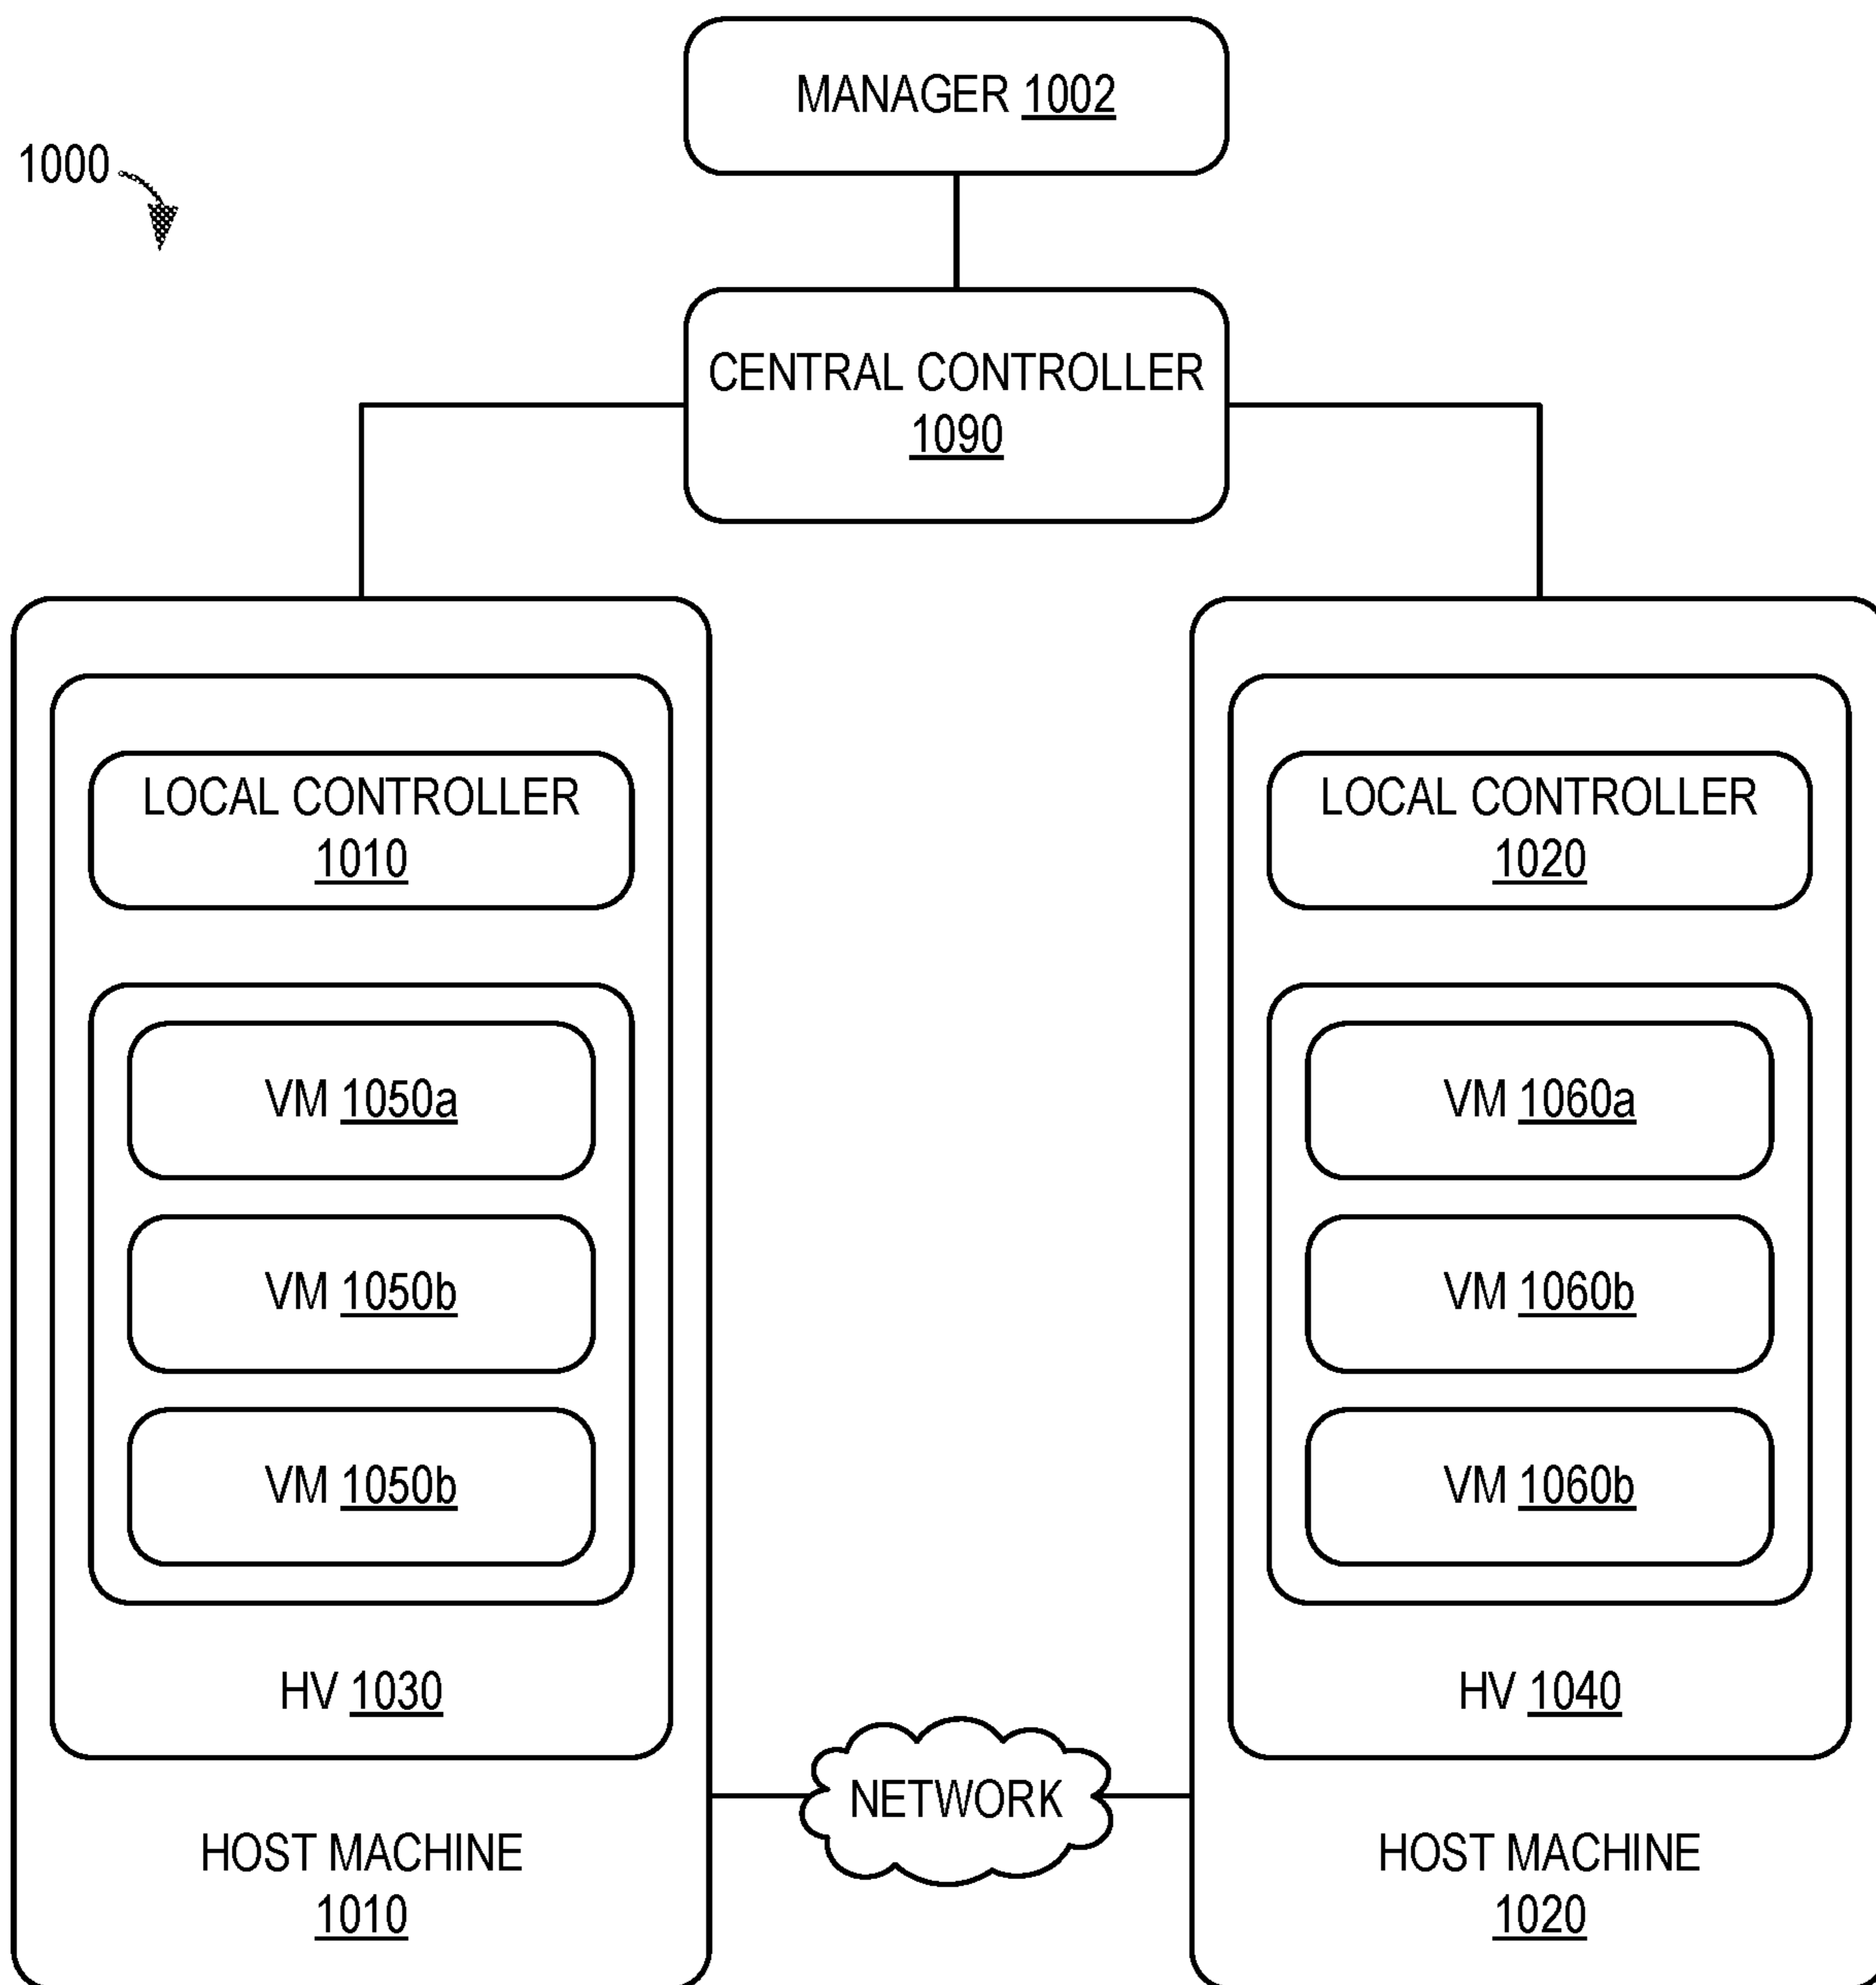 MANAGER 1002
1000
CENTRAL CONTROLLER
1090
LOCAL CONTROLLER
1010
VM 1050a
VM 1050b
VM 1050b
HV 1030
HOST MACHINE
1010
NETWORK
LOCAL CONTROLLER
1020
VM 1060a
VM 1060b
VM 1060b
HV 1040
HOST MACHINE
1020